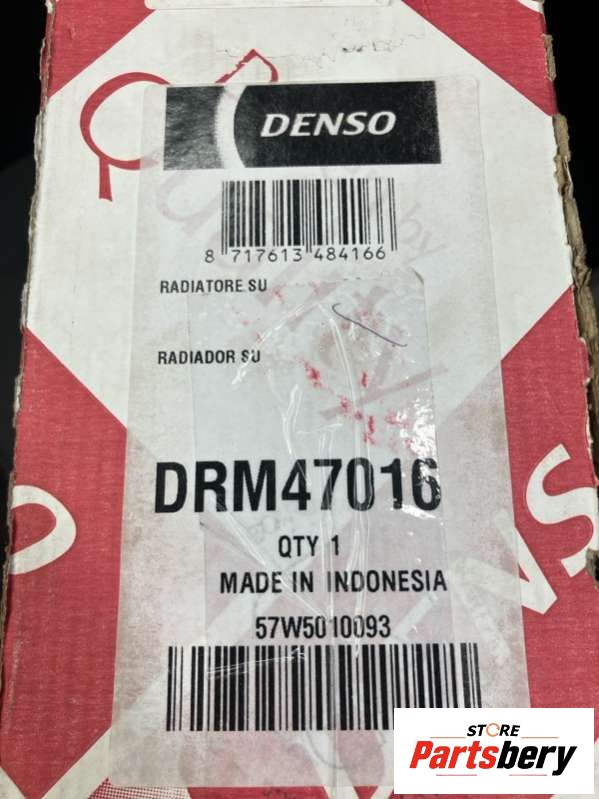 DENSO
8 717613 484166
RADIATORE SU
RADIADOR SU
DRM47016
QTY 1
MADE IN INDONESIA
57W5010093
STORE
Partsbery